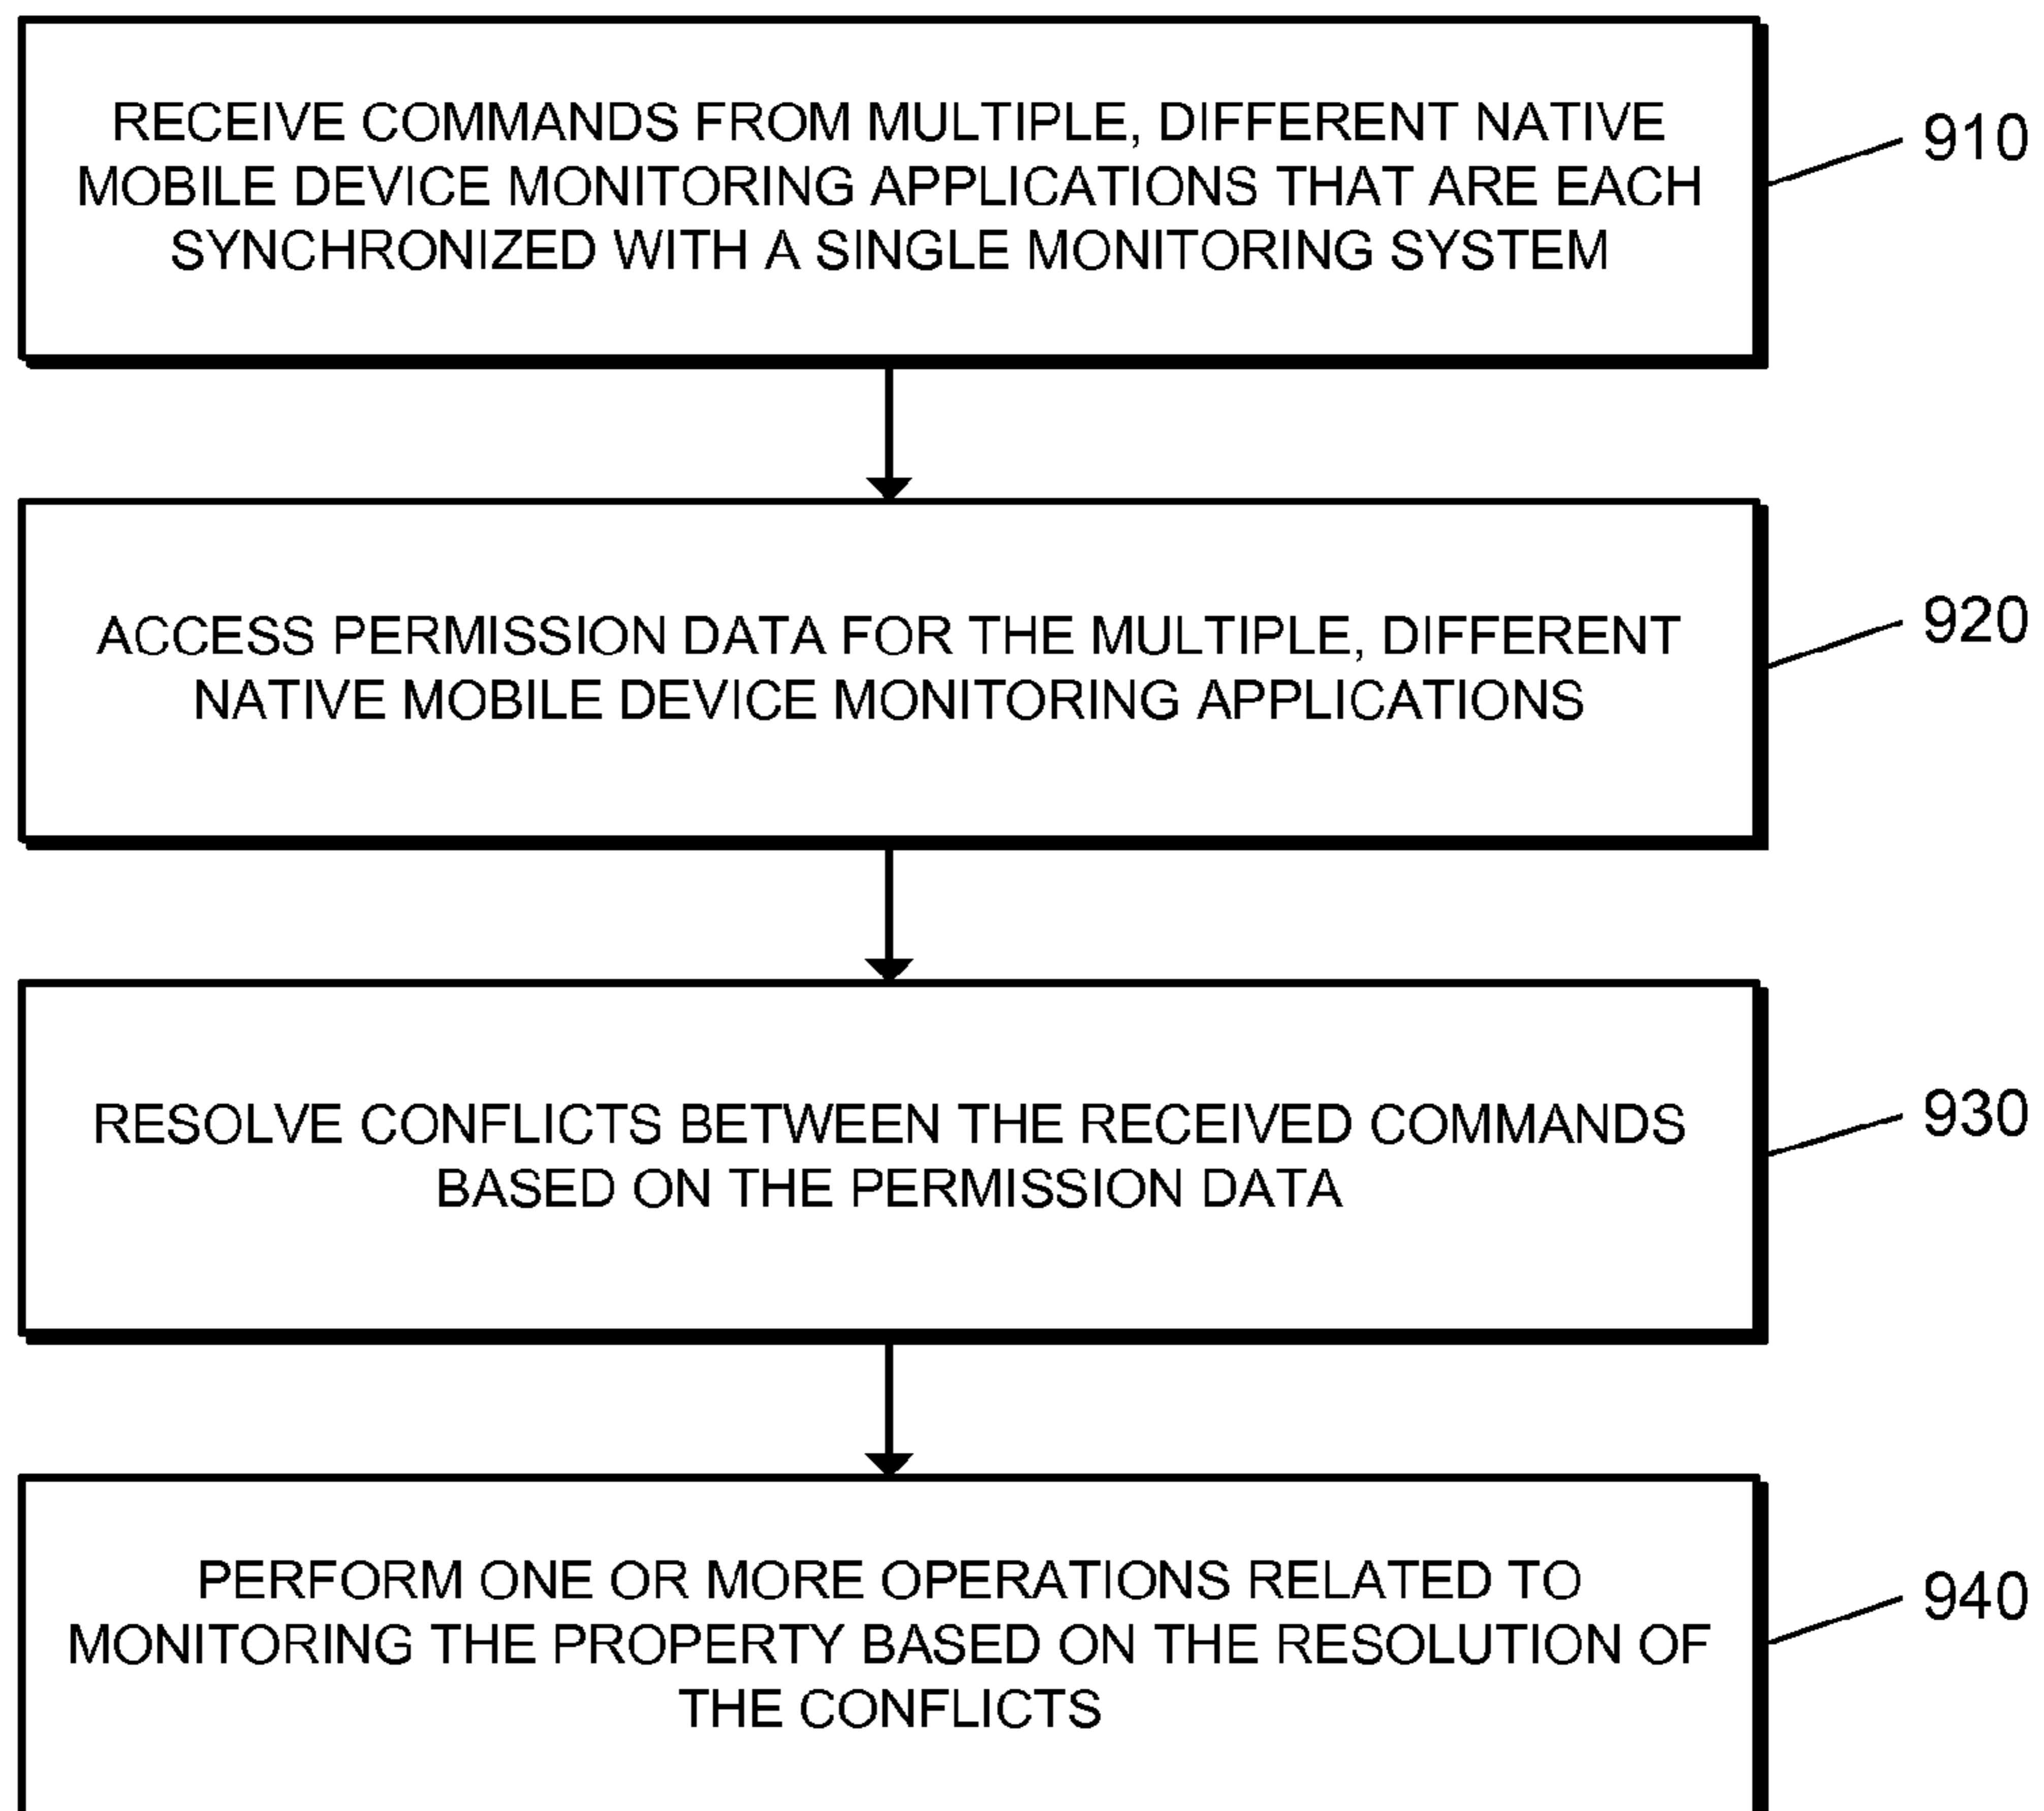 RECEIVE COMMANDS FROM MULTIPLE, DIFFERENT NATIVE
MOBILE DEVICE MONITORING APPLICATIONS THAT ARE EACH
SYNCHRONIZED WITH A SINGLE MONITORING SYSTEM
910
ACCESS PERMISSION DATA FOR THE MULTIPLE, DIFFERENT
NATIVE MOBILE DEVICE MONITORING APPLICATIONS
920
RESOLVE CONFLICTS BETWEEN THE RECEIVED COMMANDS
BASED ON THE PERMISSION DATA
930
PERFORM ONE OR MORE OPERATIONS RELATED TO
MONITORING THE PROPERTY BASED ON THE RESOLUTION OF
THE CONFLICTS
940